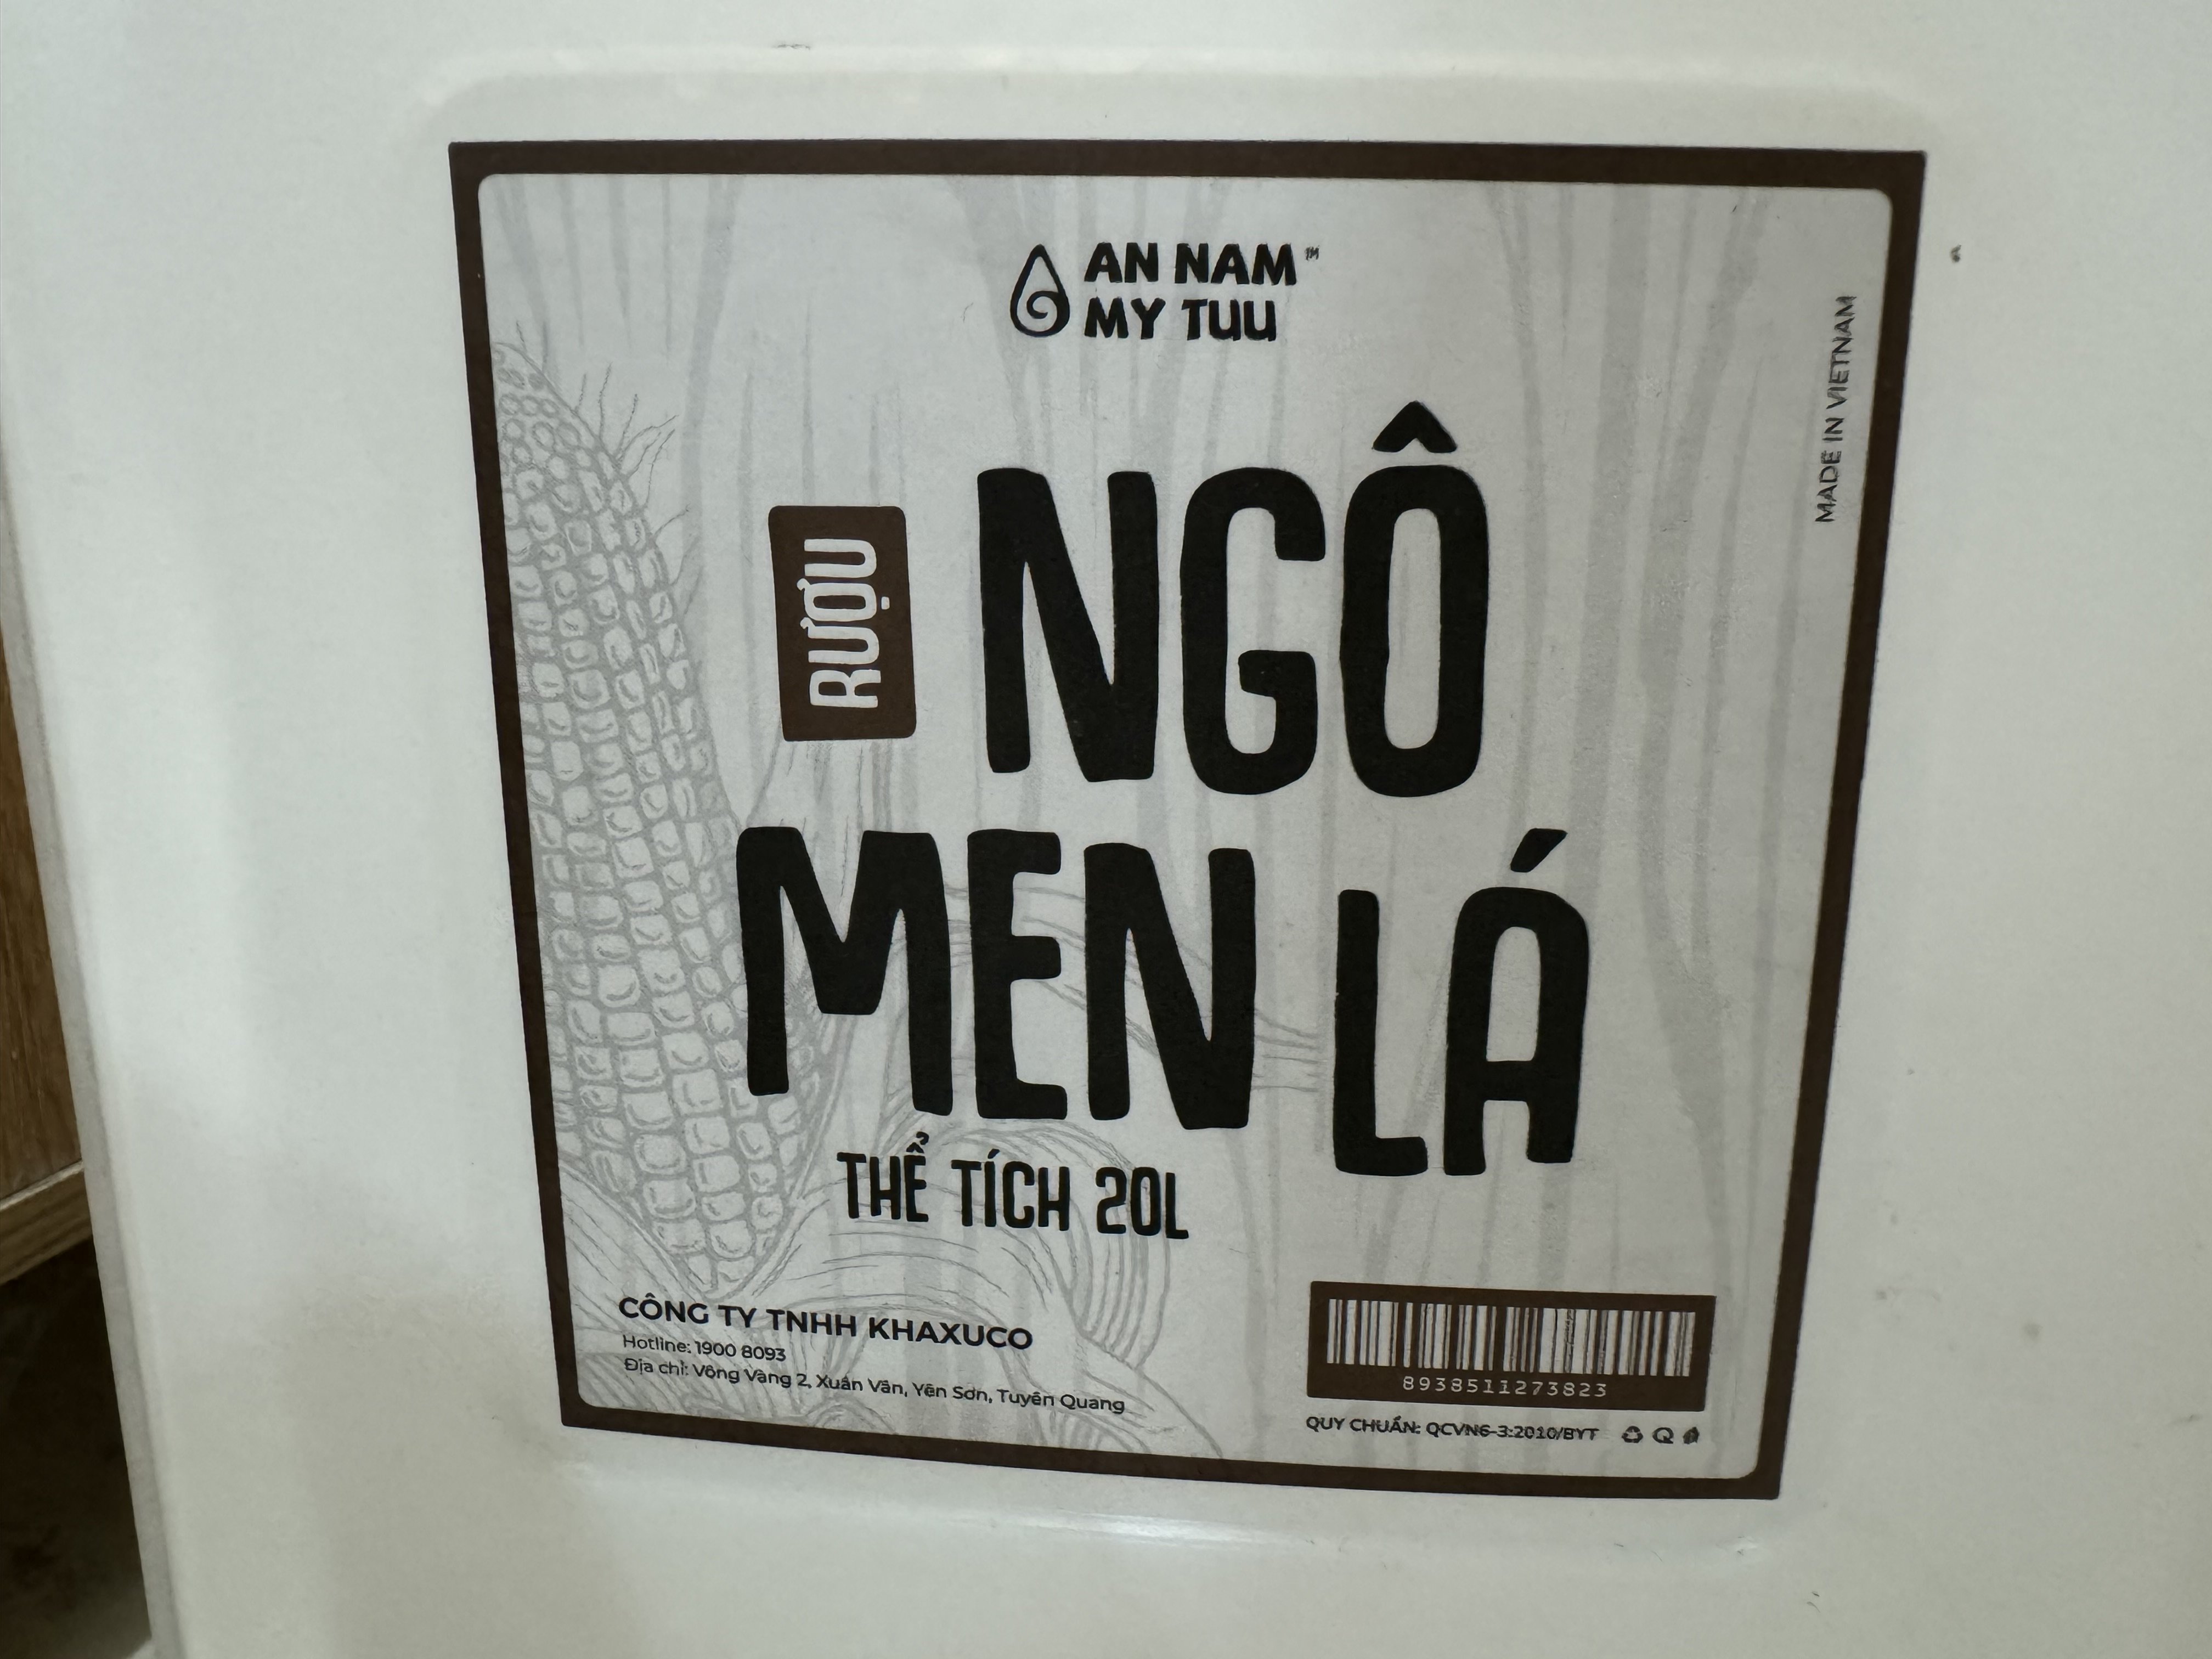 AN NAM™
MY TUU
MADE IN VIETNAM
RƯỢU
NGÔ
MEN LÁ
THỂ TÍCH 20L
CÔNG TY TNHH KHAXUCO
Hotline: 1900 8093
Địa chỉ: Vông Vàng 2, Xuân Vân, Yên Sơn, Tuyên Quang
8938511273823
QUY CHUẨN: QCVN6-3:2010/BYT